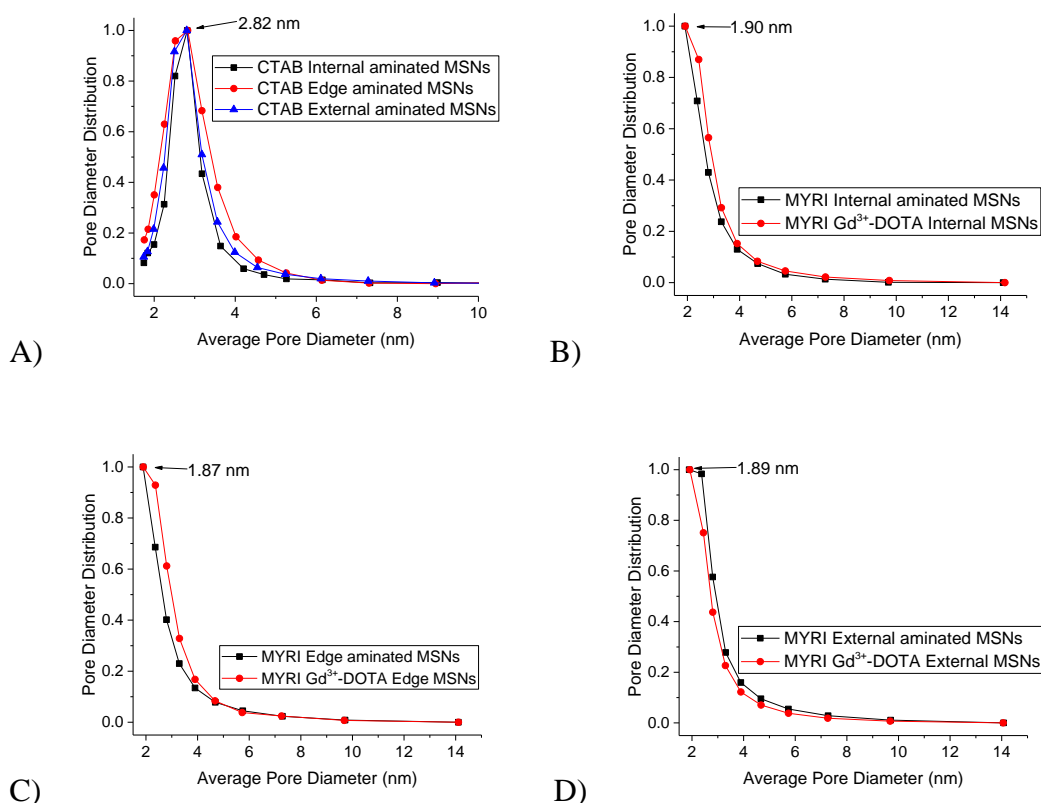 2.82 nm
CTAB Internal aminated MSNs
CTAB Edge aminated MSNs
CTAB External aminated MSNs
Pore Diameter Distribution
1.0
0.8
0.6
0.4
0.2
0.0
2 4 6 8 10
Average Pore Diameter (nm)
A)
1.90 nm
MYRI Internal aminated MSNs
MYRI Gd³⁺-DOTA Internal MSNs
Pore Diameter Distribution
1.0
0.8
0.6
0.4
0.2
0.0
2 4 6 8 10 12 14
Average Pore Diameter (nm)
B)
1.87 nm
MYRI Edge aminated MSNs
MYRI Gd³⁺-DOTA Edge MSNs
Pore Diameter Distribution
1.0
0.8
0.6
0.4
0.2
0.0
2 4 6 8 10 12 14
Average Pore Diameter (nm)
C)
1.89 nm
MYRI External aminated MSNs
MYRI Gd³⁺-DOTA External MSNs
Pore Diameter Distribution
1.0
0.8
0.6
0.4
0.2
0.0
2 4 6 8 10 12 14
Average Pore Diameter (nm)
D)